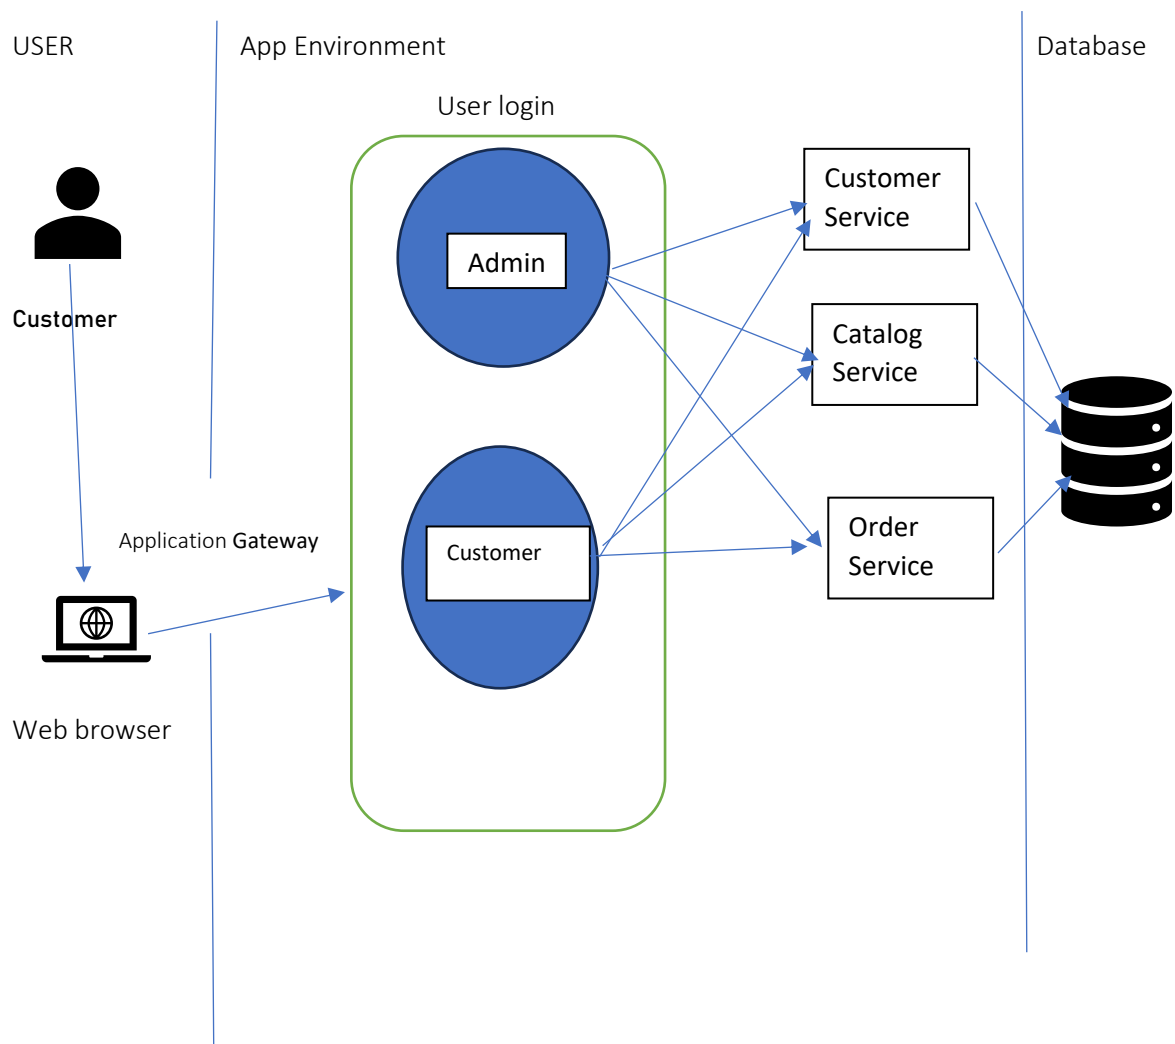 USER
App Environment
Database
User login
Customer
Admin
Customer
Service
Catalog
Service
Application Gateway
Customer
Order
Service
Web browser